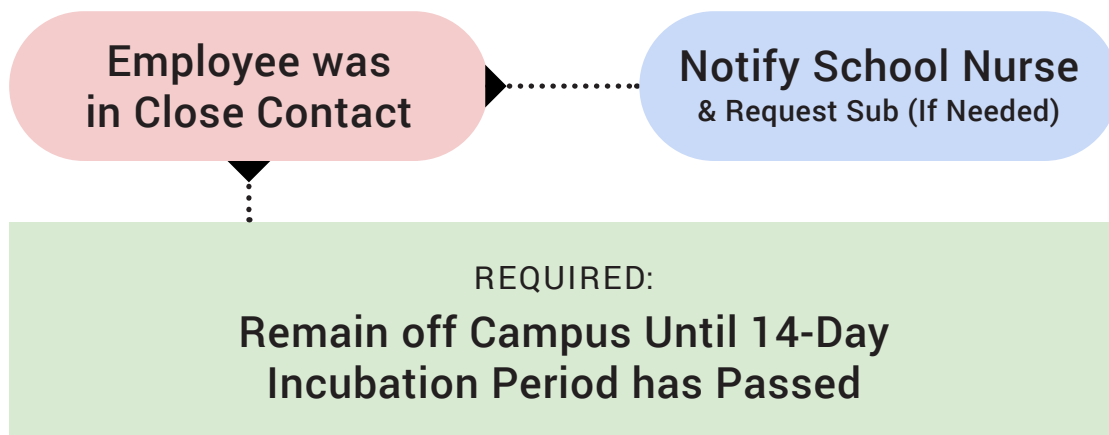 Employee was
in Close Contact
Notify School Nurse
& Request Sub (If Needed)
REQUIRED:
Remain off Campus Until 14-Day
Incubation Period has Passed